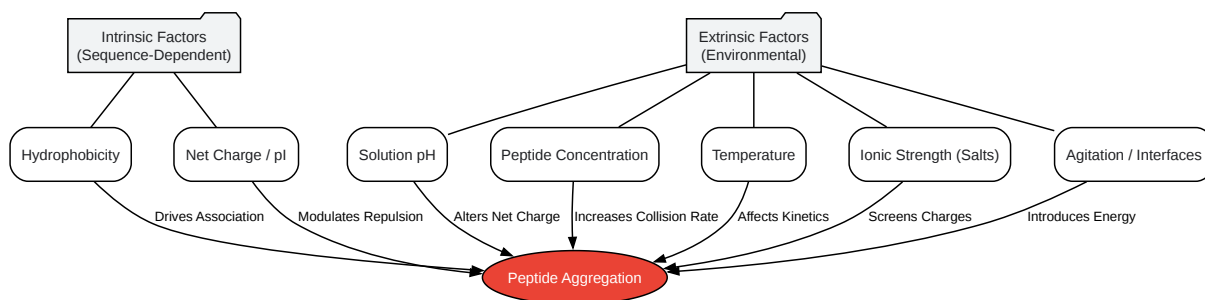 Intrinsic Factors
(Sequence-Dependent)
Extrinsic Factors
(Environmental)
Hydrophobicity
Net Charge / pI
Solution pH
Peptide Concentration
Temperature
Ionic Strength (Salts)
Agitation / Interfaces
Drives Association
Modulates Repulsion
Alters Net Charge
Increases Collision Rate
Affects Kinetics
Screens Charges
Introduces Energy
Peptide Aggregation